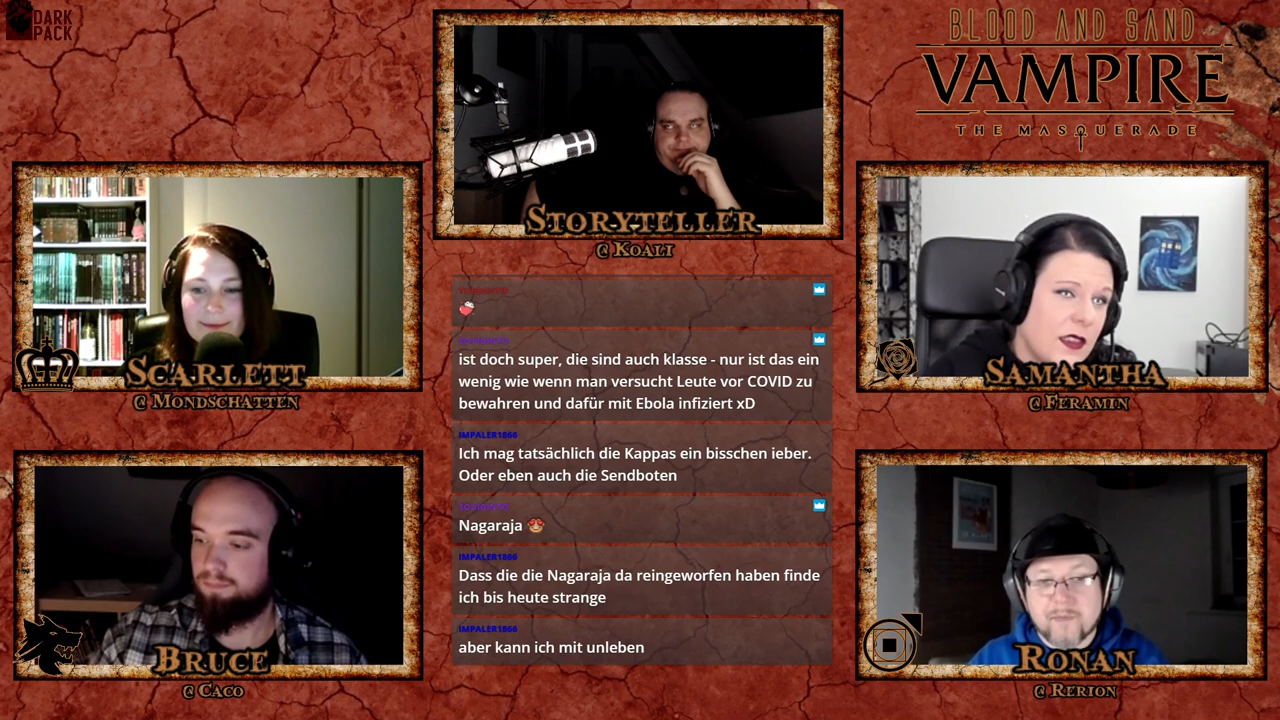 DARK
PACK
BLOOD AND SAND
VAMPIRE
THE MASQUERADE
STORYTELLER
@ KOALI
SCARLETT
@ MONDSCHATTEN
SAMANTHA
@ FERAMIN
ist doch super, die sind auch klasse - nur ist das ein
wenig wie wenn man versucht Leute vor COVID zu
bewahren und dafür mit Ebola infiziert xD
IMPALER1866
Ich mag tatsächlich die Kappas ein bisschen ieber.
Oder eben auch die Sendboten
Nagaraja 😍
IMPALER1866
Dass die die Nagaraja da reingeworfen haben finde
ich bis heute strange
IMPALER1866
aber kann ich mit unleben
BRUCE
@ CACO
RONAN
@ RERION